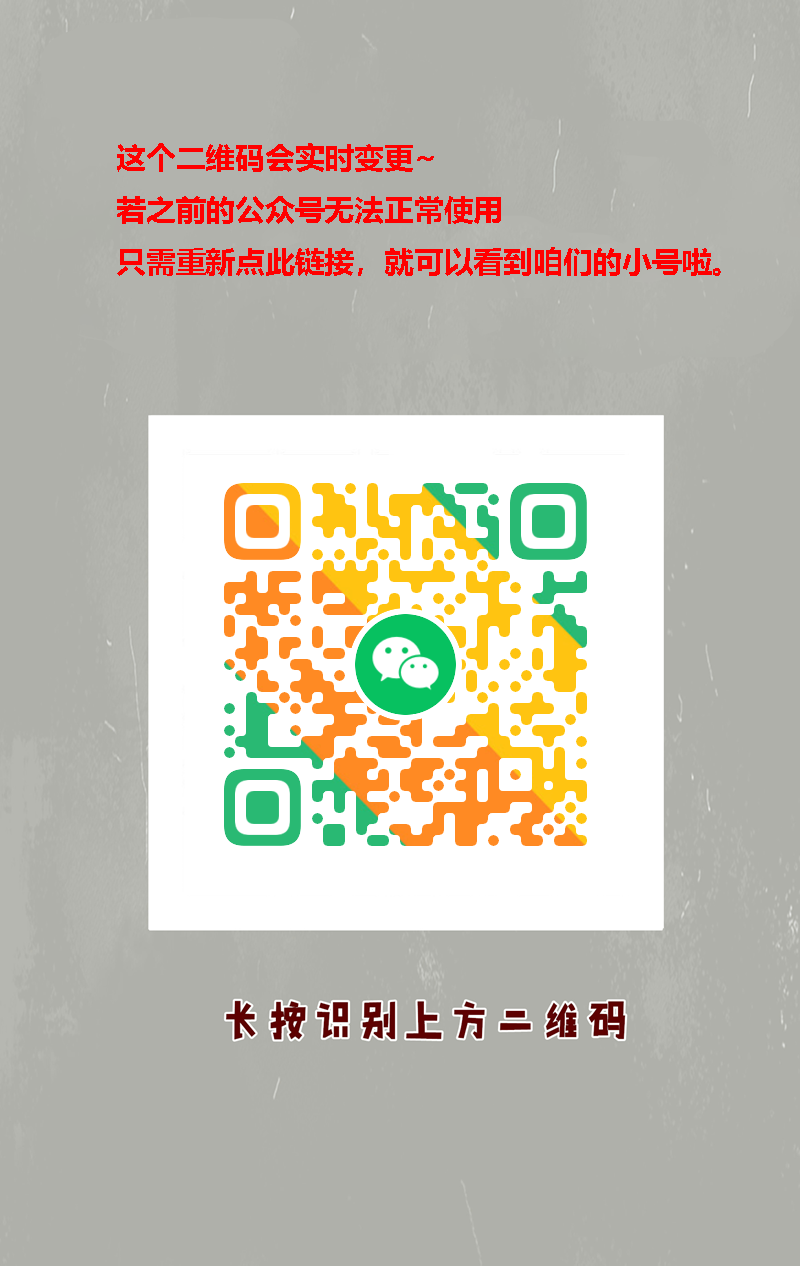 这个二维码会实时变更~
若之前的公众号无法正常使用
只需重新点此链接，就可以看到咱们的小号啦。
长按识别上方二维码